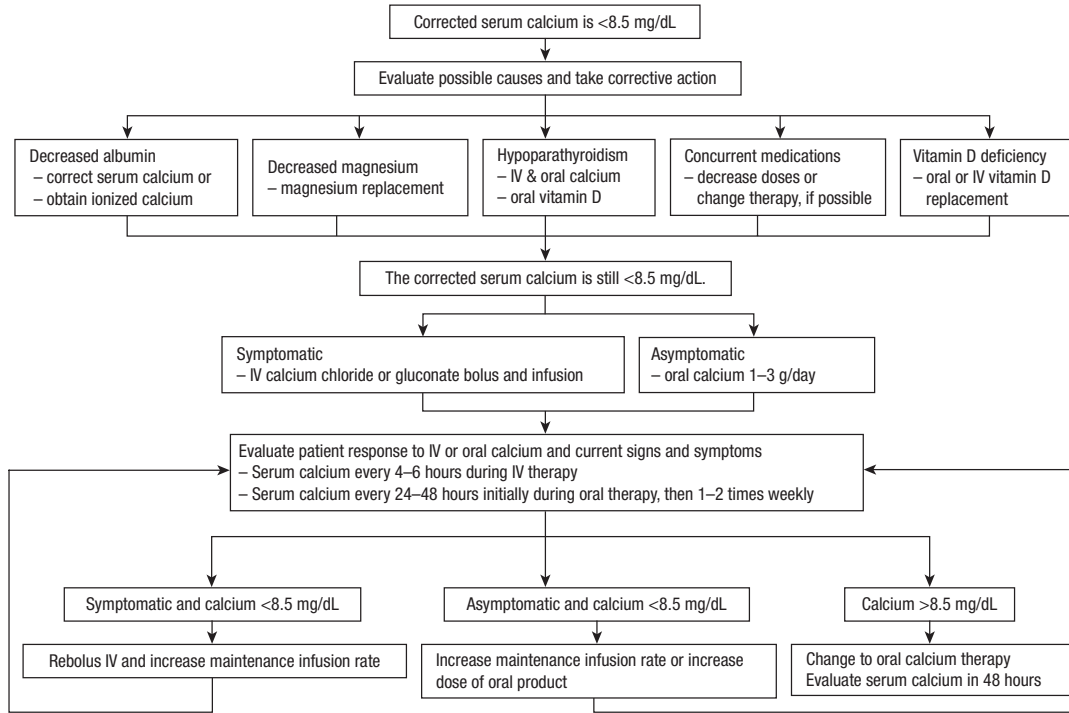 Corrected serum calcium is <8.5 mg/dL
Evaluate possible causes and take corrective action
Decreased albumin
– correct serum calcium or
– obtain ionized calcium
Decreased magnesium
– magnesium replacement
Hypoparathyroidism
– IV & oral calcium
– oral vitamin D
Concurrent medications
– decrease doses or
change therapy, if possible
Vitamin D deficiency
– oral or IV vitamin D
replacement
The corrected serum calcium is still <8.5 mg/dL.
Symptomatic
– IV calcium chloride or gluconate bolus and infusion
Asymptomatic
– oral calcium 1–3 g/day
Evaluate patient response to IV or oral calcium and current signs and symptoms
– Serum calcium every 4–6 hours during IV therapy
– Serum calcium every 24–48 hours initially during oral therapy, then 1–2 times weekly
Symptomatic and calcium <8.5 mg/dL
Asymptomatic and calcium <8.5 mg/dL
Calcium >8.5 mg/dL
Rebolus IV and increase maintenance infusion rate
Increase maintenance infusion rate or increase
dose of oral product
Change to oral calcium therapy
Evaluate serum calcium in 48 hours